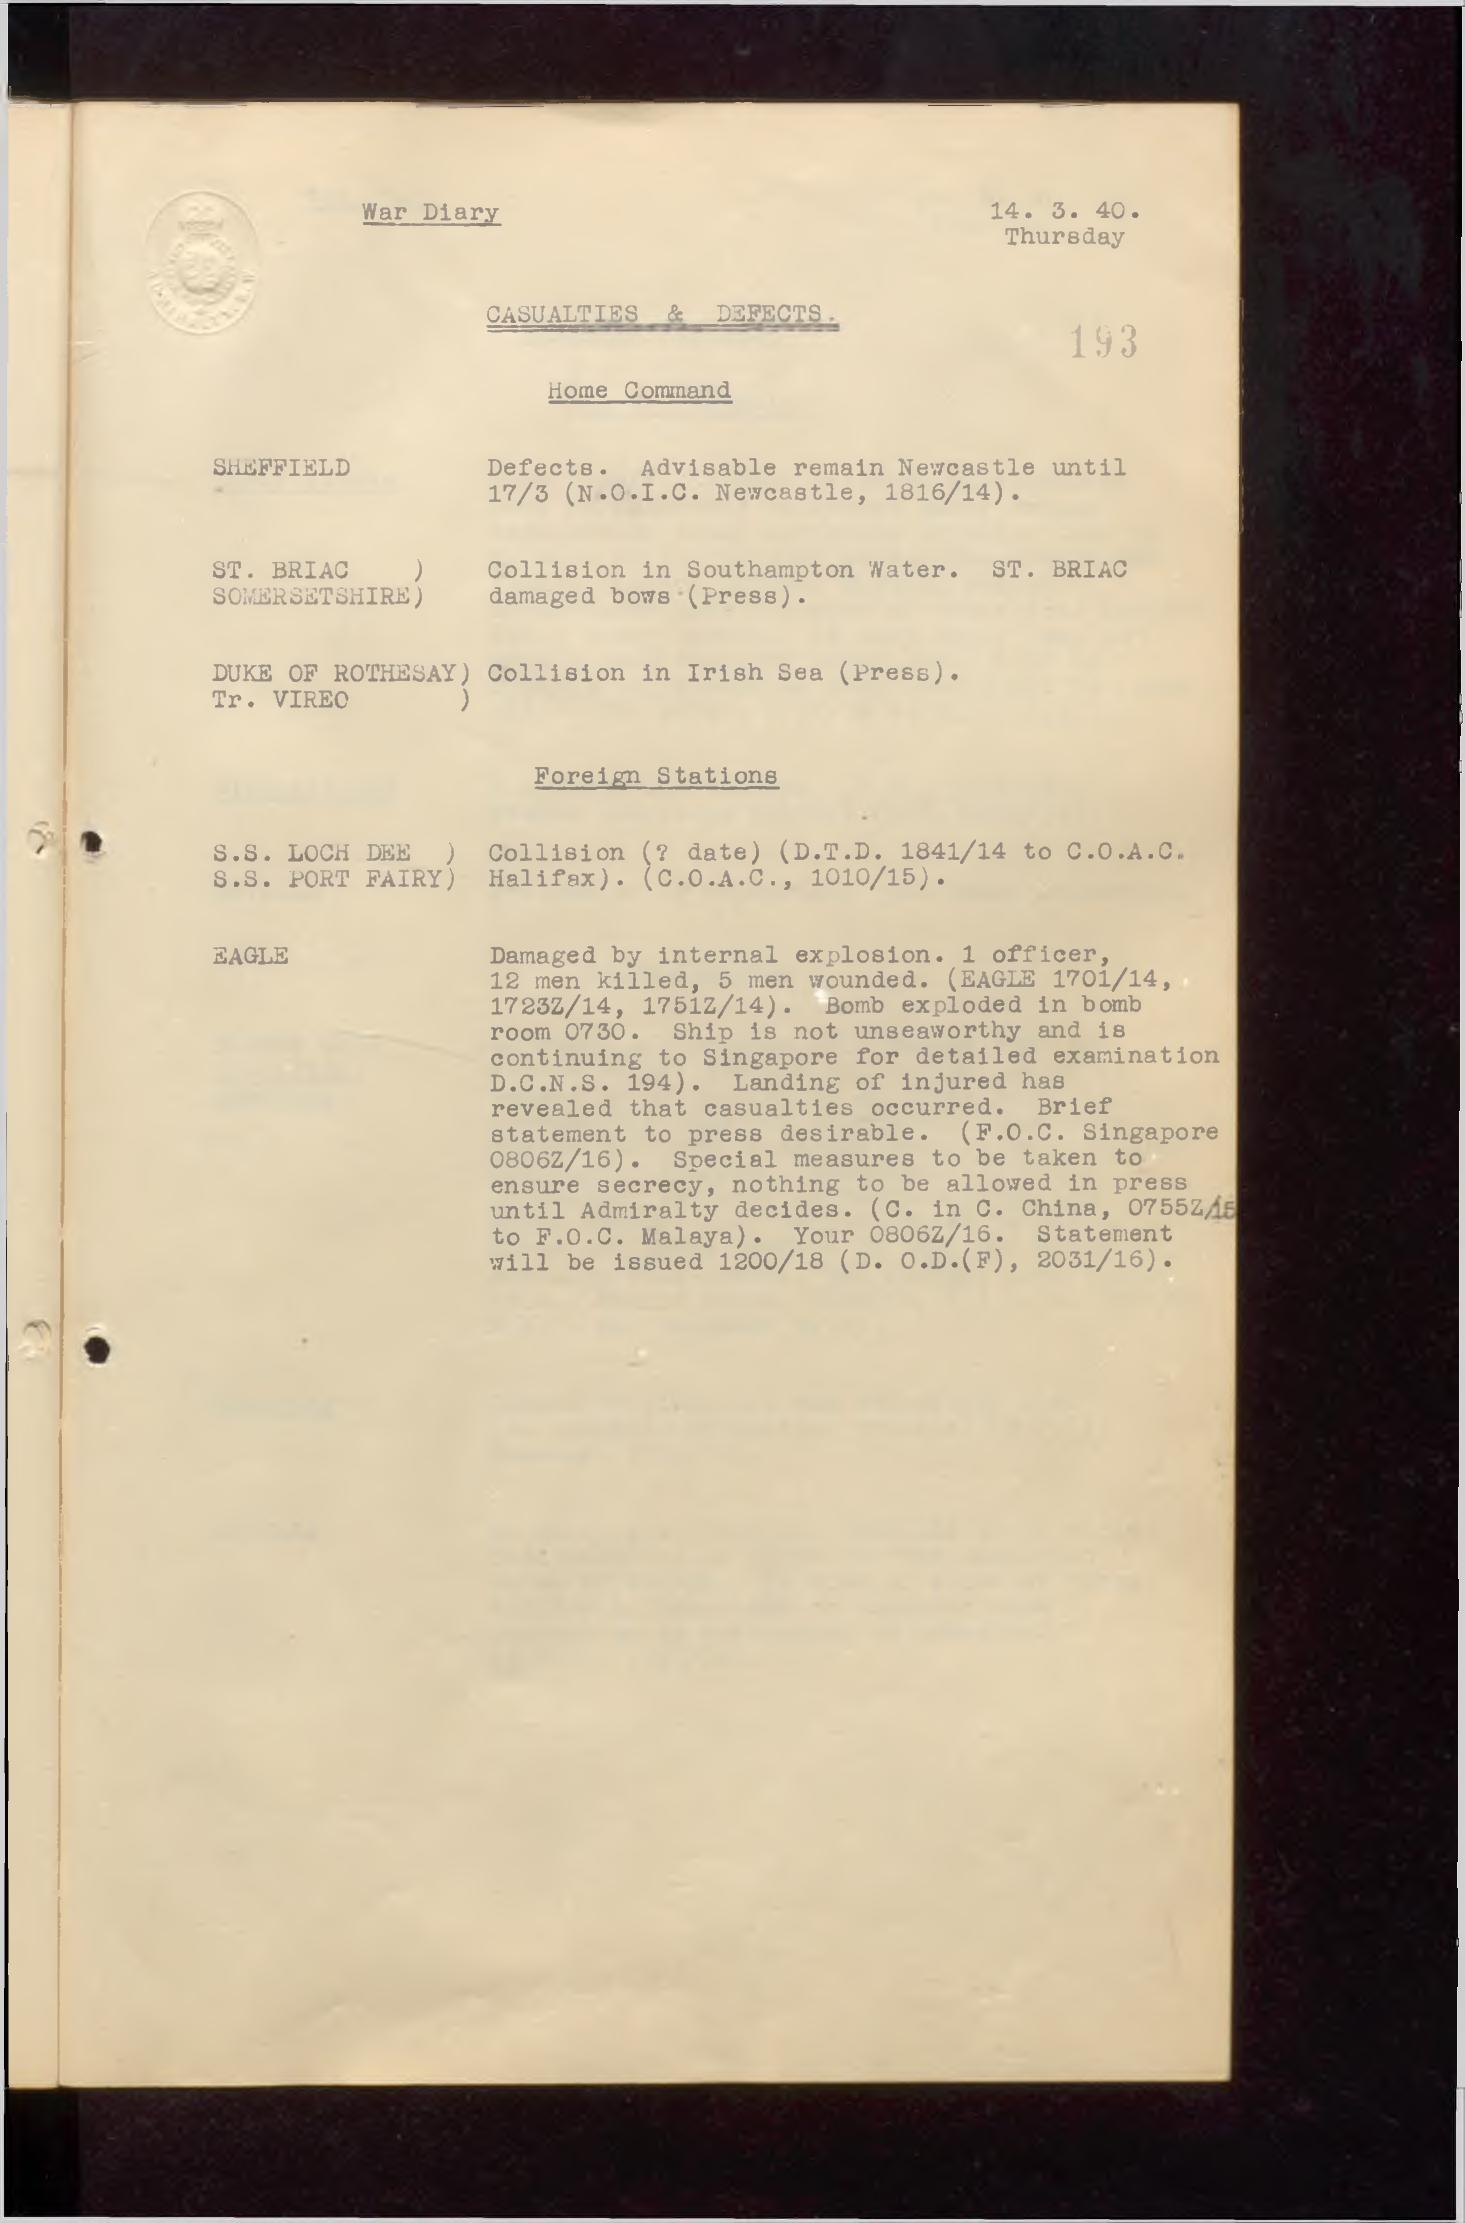 War Diary 14. 3. 40.
Thursday
CASUALTIES & DEFECTS.
193
Home Command
SHEFFIELD Defects. Advisable remain Newcastle until
17/3 (N.O.I.C. Newcastle, 1816/14).
ST. BRIAC ) Collision in Southampton Water. ST. BRIAC
SOMERSETSHIRE) damaged bows (Press).
DUKE OF ROTHESAY) Collision in Irish Sea (Press).
Tr. VIREO )
Foreign Stations
S.S. LOCH DEE ) Collision (? date) (D.T.D. 1841/14 to C.O.A.C.
S.S. PORT FAIRY) Halifax). (C.O.A.C., 1010/15).
EAGLE Damaged by internal explosion. 1 officer,
12 men killed, 5 men wounded. (EAGLE 1701/14,
1723Z/14, 1751Z/14). Bomb exploded in bomb
room 0730. Ship is not unseaworthy and is
continuing to Singapore for detailed examination
D.C.N.S. 194). Landing of injured has
revealed that casualties occurred. Brief
statement to press desirable. (F.O.C. Singapore
0806Z/16). Special measures to be taken to
ensure secrecy, nothing to be allowed in press
until Admiralty decides. (C. in C. China, 0755Z/15
to F.O.C. Malaya). Your 0806Z/16. Statement
will be issued 1200/18 (D. O.D.(F), 2031/16).